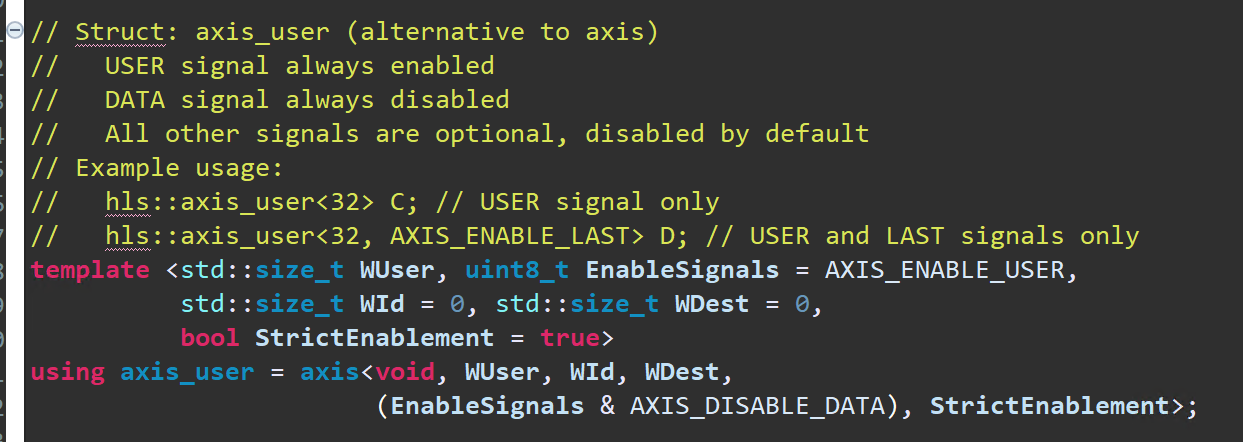 // Struct: axis_user (alternative to axis)
//   USER signal always enabled
//   DATA signal always disabled
//   All other signals are optional, disabled by default
// Example usage:
//   hls::axis_user<32> C; // USER signal only
//   hls::axis_user<32, AXIS_ENABLE_LAST> D; // USER and LAST signals only
template <std::size_t WUser, uint8_t EnableSignals = AXIS_ENABLE_USER,
          std::size_t WId = 0, std::size_t WDest = 0,
          bool StrictEnablement = true>
using axis_user = axis<void, WUser, WId, WDest,
                       (EnableSignals & AXIS_DISABLE_DATA), StrictEnablement>;